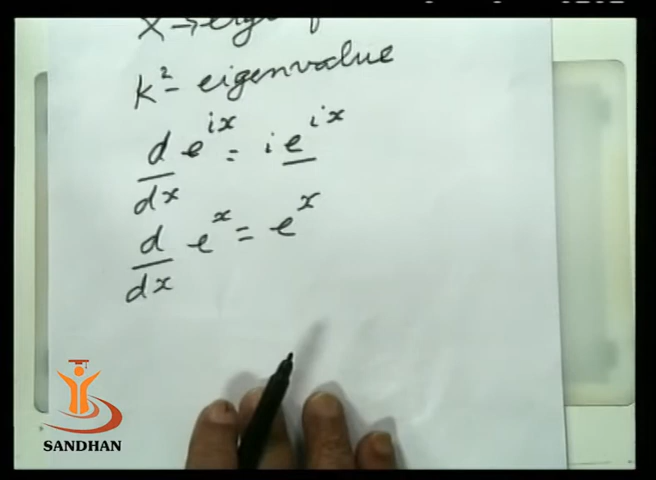 k² - eigenvalue
d/dx e^{ix} = i e^{ix}
d/dx e^x = e^x
SANDHAN